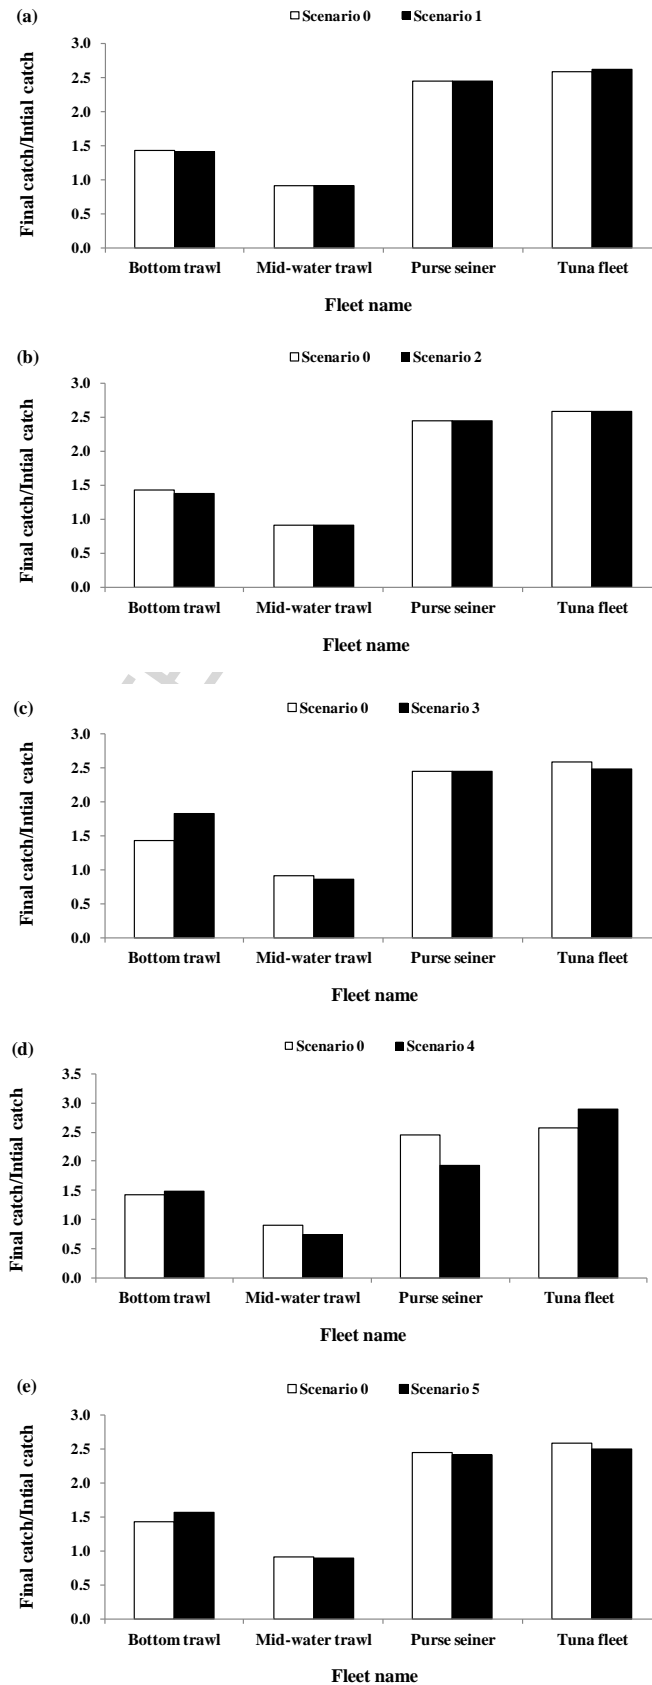 (a)
Scenario 0 Scenario 1
3.0
2.5
2.0
1.5
1.0
0.5
0.0
Final catch/Intial catch
Bottom trawl Mid-water trawl Purse seiner Tuna fleet
Fleet name
(b)
Scenario 0 Scenario 2
3.0
2.5
2.0
1.5
1.0
0.5
0.0
Final catch/Intial catch
Bottom trawl Mid-water trawl Purse seiner Tuna fleet
Fleet name
(c)
Scenario 0 Scenario 3
3.0
2.5
2.0
1.5
1.0
0.5
0.0
Final catch/Intial catch
Bottom trawl Mid-water trawl Purse seiner Tuna fleet
Fleet name
(d)
Scenario 0 Scenario 4
3.5
3.0
2.5
2.0
1.5
1.0
0.5
0.0
Final catch/Intial catch
Bottom trawl Mid-water trawl Purse seiner Tuna fleet
Fleet name
(e)
Scenario 0 Scenario 5
3.0
2.5
2.0
1.5
1.0
0.5
0.0
Final catch/Intial catch
Bottom trawl Mid-water trawl Purse seiner Tuna fleet
Fleet name